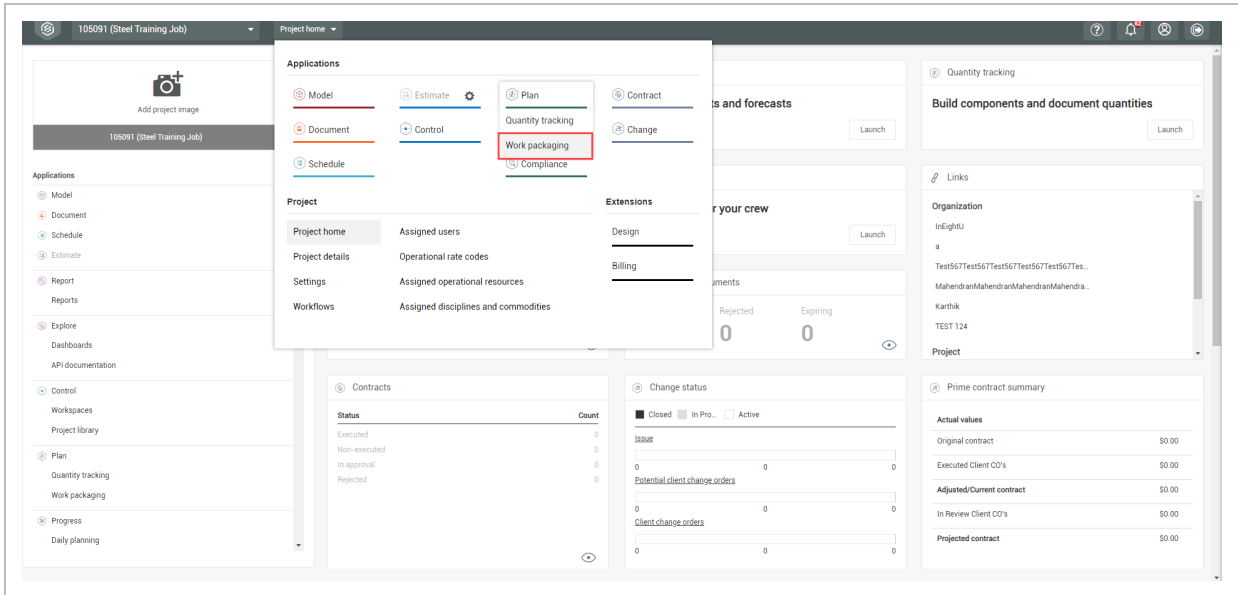 105091 (Steel Training Job)
Project home
Add project image
105091 (Steel Training Job)
Applications
Model
Document
Schedule
Estimate
Report
Reports
Explore
Dashboards
API documentation
Control
Workspaces
Project library
Plan
Quantity tracking
Work packaging
Progress
Daily planning
Applications
Model
Estimate
Plan
Contract
Quantity tracking
Document
Control
Change
Work packaging
Schedule
Compliance
Project
Extensions
Project home
Assigned users
Design
Project details
Operational rate codes
Billing
Settings
Assigned operational resources
Workflows
Assigned disciplines and commodities
ts and forecasts
Launch
r your crew
Launch
uments
Rejected
Expiring
0
0
Quantity tracking
Build components and document quantities
Launch
Links
Organization
InEightU
a
Test567Test567Test567Test567Test567Tes..
MahendranMahendranMahendranMahendra..
Karthik
TEST 124
Project
Contracts
Status Count
Executed 0
Non-executed 0
In approval 0
Rejected 0
Change status
Closed In Pro.. Active
Issue
0 0 0
Potential client change orders
0 0 0
Client change orders
0 0 0
Prime contract summary
Actual values
Original contract $0.00
Executed Client CO's $0.00
Adjusted/Current contract $0.00
In Review Client CO's $0.00
Projected contract $0.00